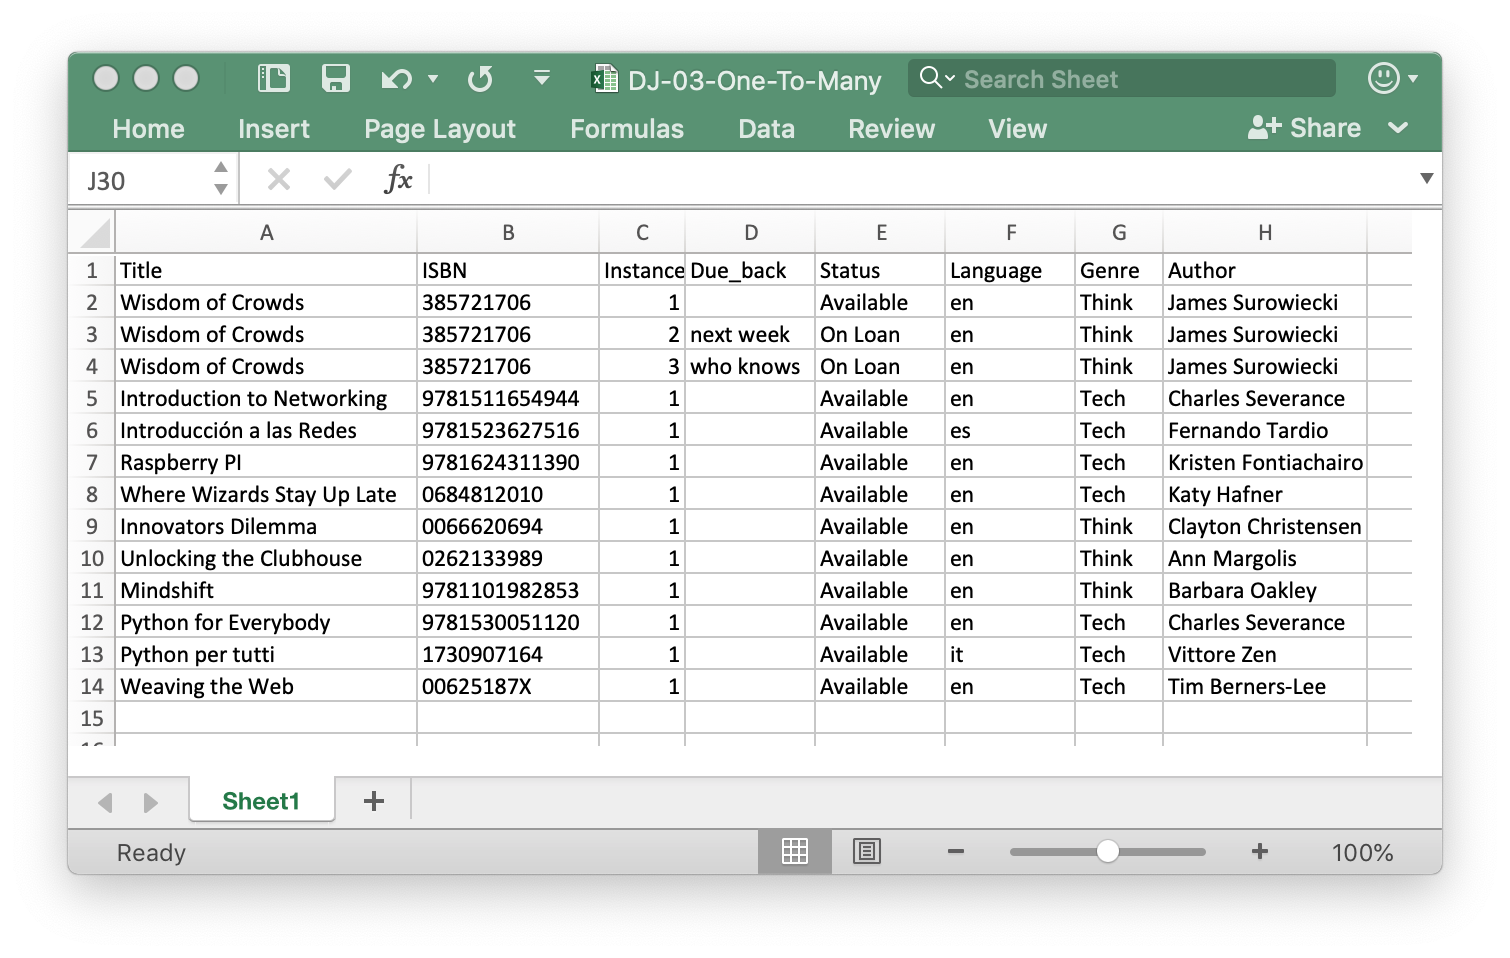 DJ-03-One-To-Many Search Sheet
Home Insert Page Layout Formulas Data Review View Share
J30 fx
A B C D E F G H
1 Title ISBN Instance Due_back Status Language Genre Author
2 Wisdom of Crowds 385721706 1 Available en Think James Surowiecki
3 Wisdom of Crowds 385721706 2 next week On Loan en Think James Surowiecki
4 Wisdom of Crowds 385721706 3 who knows On Loan en Think James Surowiecki
5 Introduction to Networking 9781511654944 1 Available en Tech Charles Severance
6 Introducción a las Redes 9781523627516 1 Available es Tech Fernando Tardio
7 Raspberry PI 9781624311390 1 Available en Tech Kristen Fontiachairo
8 Where Wizards Stay Up Late 0684812010 1 Available en Tech Katy Hafner
9 Innovators Dilemma 0066620694 1 Available en Think Clayton Christensen
10 Unlocking the Clubhouse 0262133989 1 Available en Think Ann Margolis
11 Mindshift 9781101982853 1 Available en Think Barbara Oakley
12 Python for Everybody 9781530051120 1 Available en Tech Charles Severance
13 Python per tutti 1730907164 1 Available it Tech Vittore Zen
14 Weaving the Web 00625187X 1 Available en Tech Tim Berners-Lee
15
Sheet1 +
Ready 100%